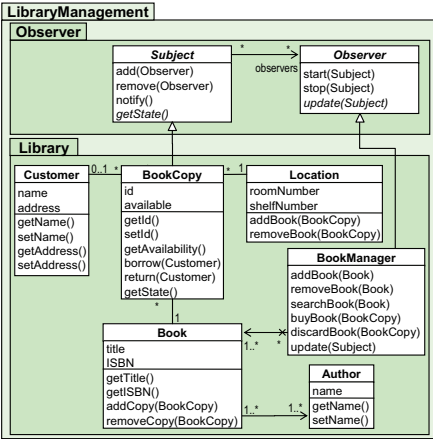 LibraryManagement
Observer
Subject
add(Observer)
remove(Observer)
notify()
getState()
*
*
observers
Observer
start(Subject)
stop(Subject)
update(Subject)
Library
Customer
name
address
getName()
setName()
getAddress()
setAddress()
0..1
*
BookCopy
id
available
getId()
setId()
getAvailability()
borrow(Customer)
return(Customer)
getState()
*
1
Location
roomNumber
shelfNumber
addBook(BookCopy)
removeBook(BookCopy)
BookManager
addBook(Book)
removeBook(Book)
searchBook(Book)
buyBook(BookCopy)
discardBook(BookCopy)
update(Subject)
*
1
Book
title
ISBN
getTitle()
getISBN()
addCopy(BookCopy)
removeCopy(BookCopy)
1..*
*
1..*
1..*
Author
name
getName()
setName()